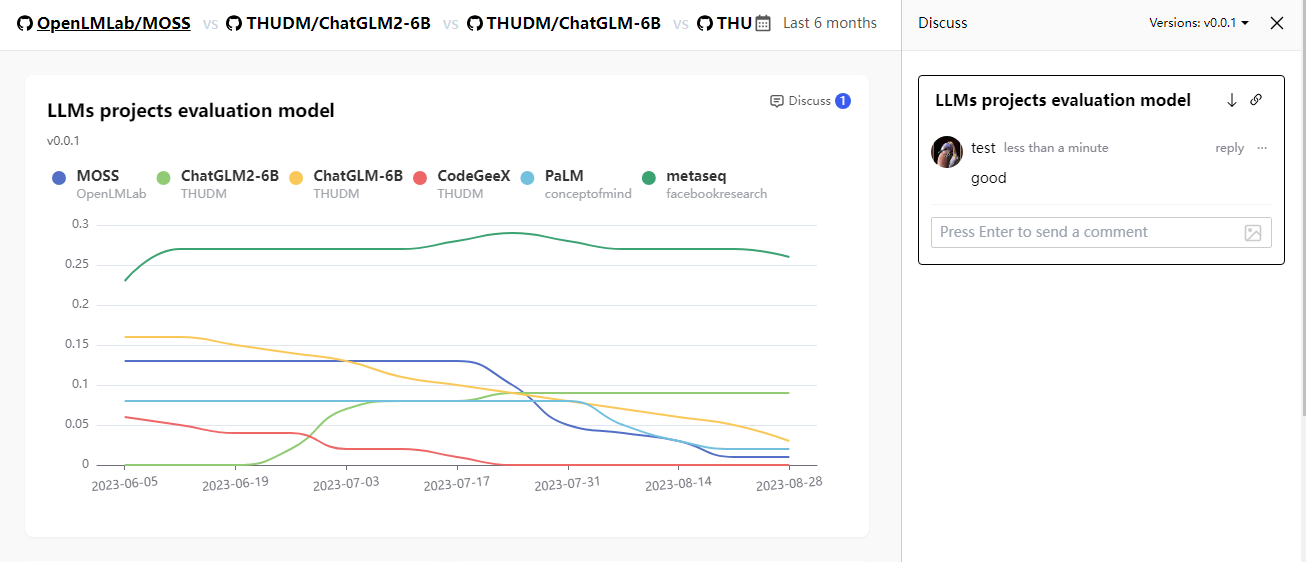 OpenLMLab/MOSS vs THUDM/ChatGLM2-6B vs THUDM/ChatGLM-6B vs THU Last 6 months
LLMs projects evaluation model
Discuss 1
v0.0.1
MOSS ChatGLM2-6B ChatGLM-6B CodeGeeX PaLM metaseq
OpenLMLab THUDM THUDM THUDM conceptofmind facebookresearch
0.3
0.25
0.2
0.15
0.1
0.05
0
2023-06-05 2023-06-19 2023-07-03 2023-07-17 2023-07-31 2023-08-14 2023-08-28
Discuss Versions: v0.0.1
LLMs projects evaluation model
test less than a minute reply ...
good
Press Enter to send a comment